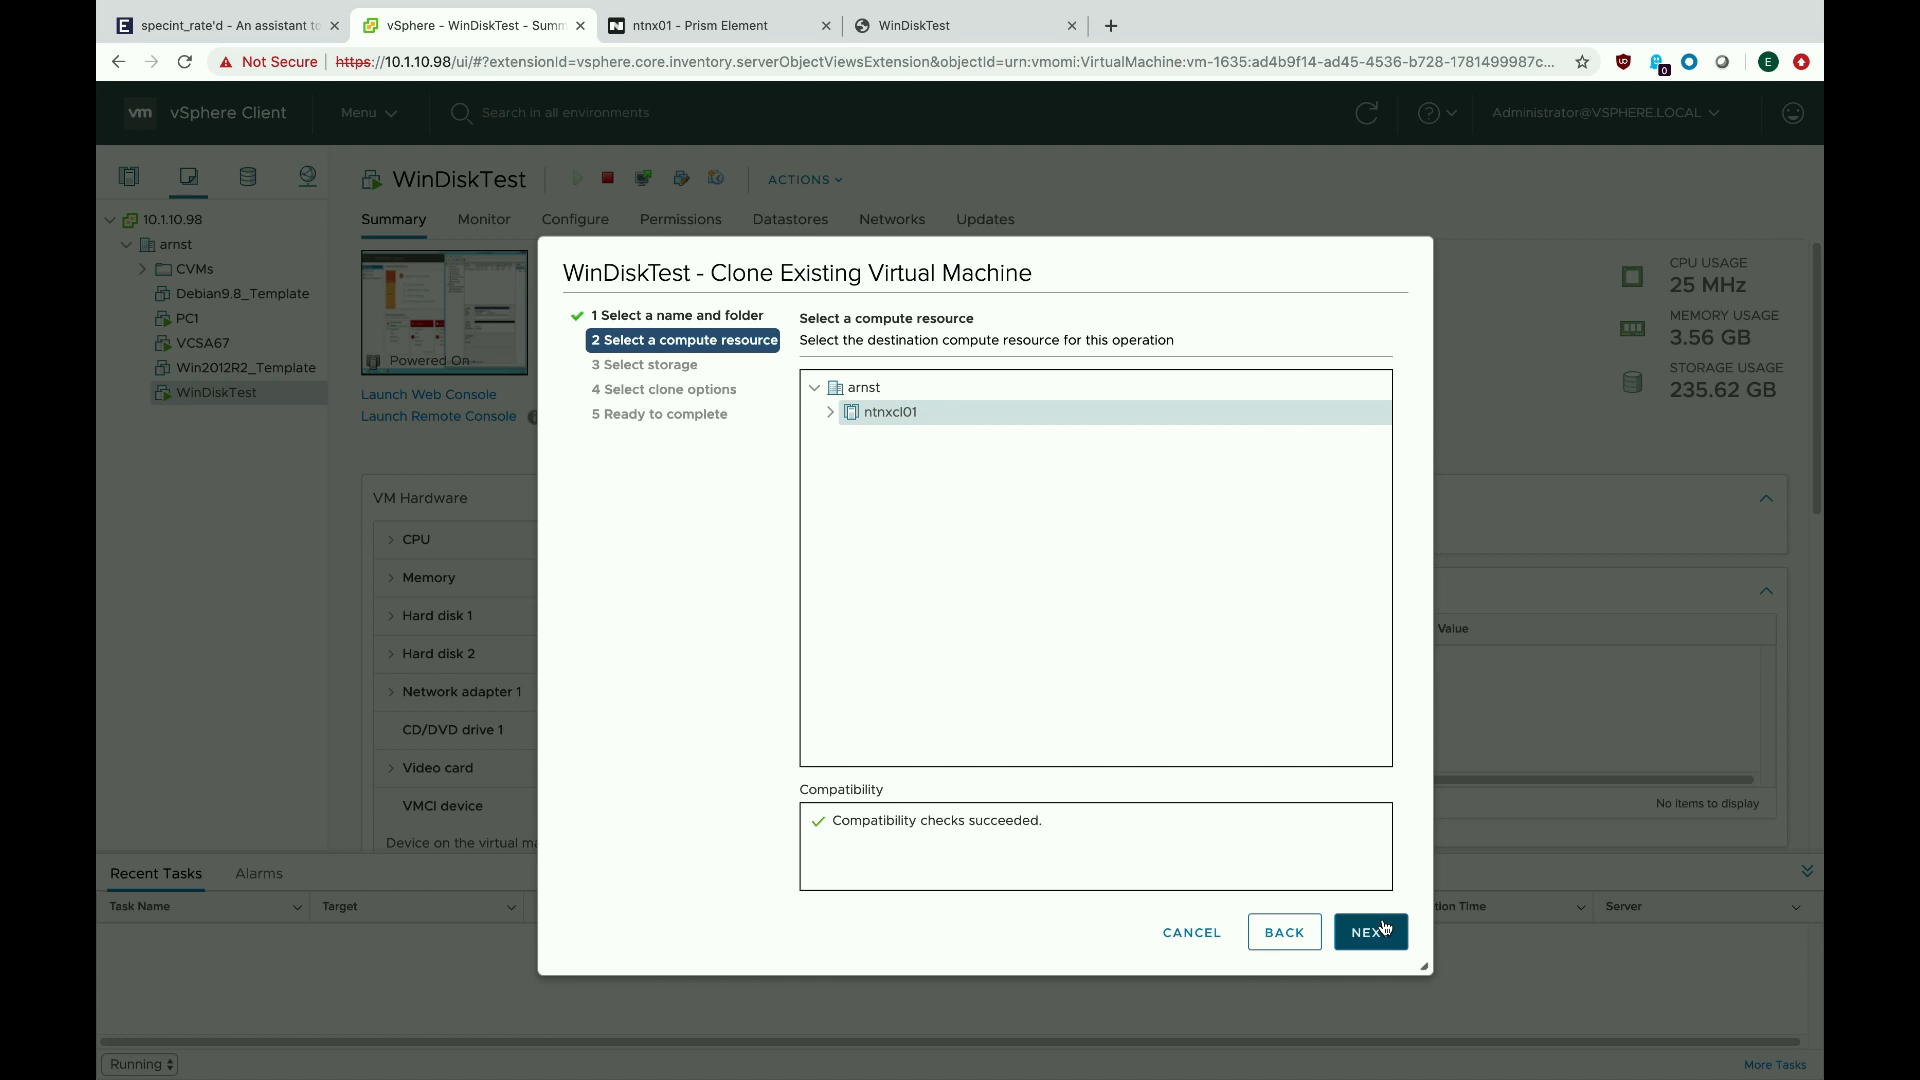 specint_rate'd - An assistant to
vSphere - WinDiskTest - Summ
ntnx01 - Prism Element
WinDiskTest
Not Secure
https://10.1.10.98/ui/#?extensionId=vsphere.core.inventory.serverObjectViewsExtension&objectId=urn:vmomi:VirtualMachine:vm-1635:ad4b9f14-ad45-4536-b728-1781499987c...
0
E
vm
vSphere Client
Menu
Search in all environments
Administrator@VSPHERE.LOCAL
10.1.10.98
arnst
CVMs
Debian9.8_Template
PC1
VCSA67
Win2012R2_Template
WinDiskTest
WinDiskTest
ACTIONS
Summary
Monitor
Configure
Permissions
Datastores
Networks
Updates
Powered On
Launch Web Console
Launch Remote Console
CPU USAGE
25 MHz
MEMORY USAGE
3.56 GB
STORAGE USAGE
235.62 GB
VM Hardware
CPU
Memory
Hard disk 1
Hard disk 2
Network adapter 1
CD/DVD drive 1
Video card
VMCI device
Device on the virtual ma
Value
No items to display
WinDiskTest - Clone Existing Virtual Machine
1 Select a name and folder
2 Select a compute resource
3 Select storage
4 Select clone options
5 Ready to complete
Select a compute resource
Select the destination compute resource for this operation
arnst
ntnxcl01
Compatibility
Compatibility checks succeeded.
CANCEL
BACK
NEXT
Recent Tasks
Alarms
Task Name
Target
tion Time
Server
Running
More Tasks